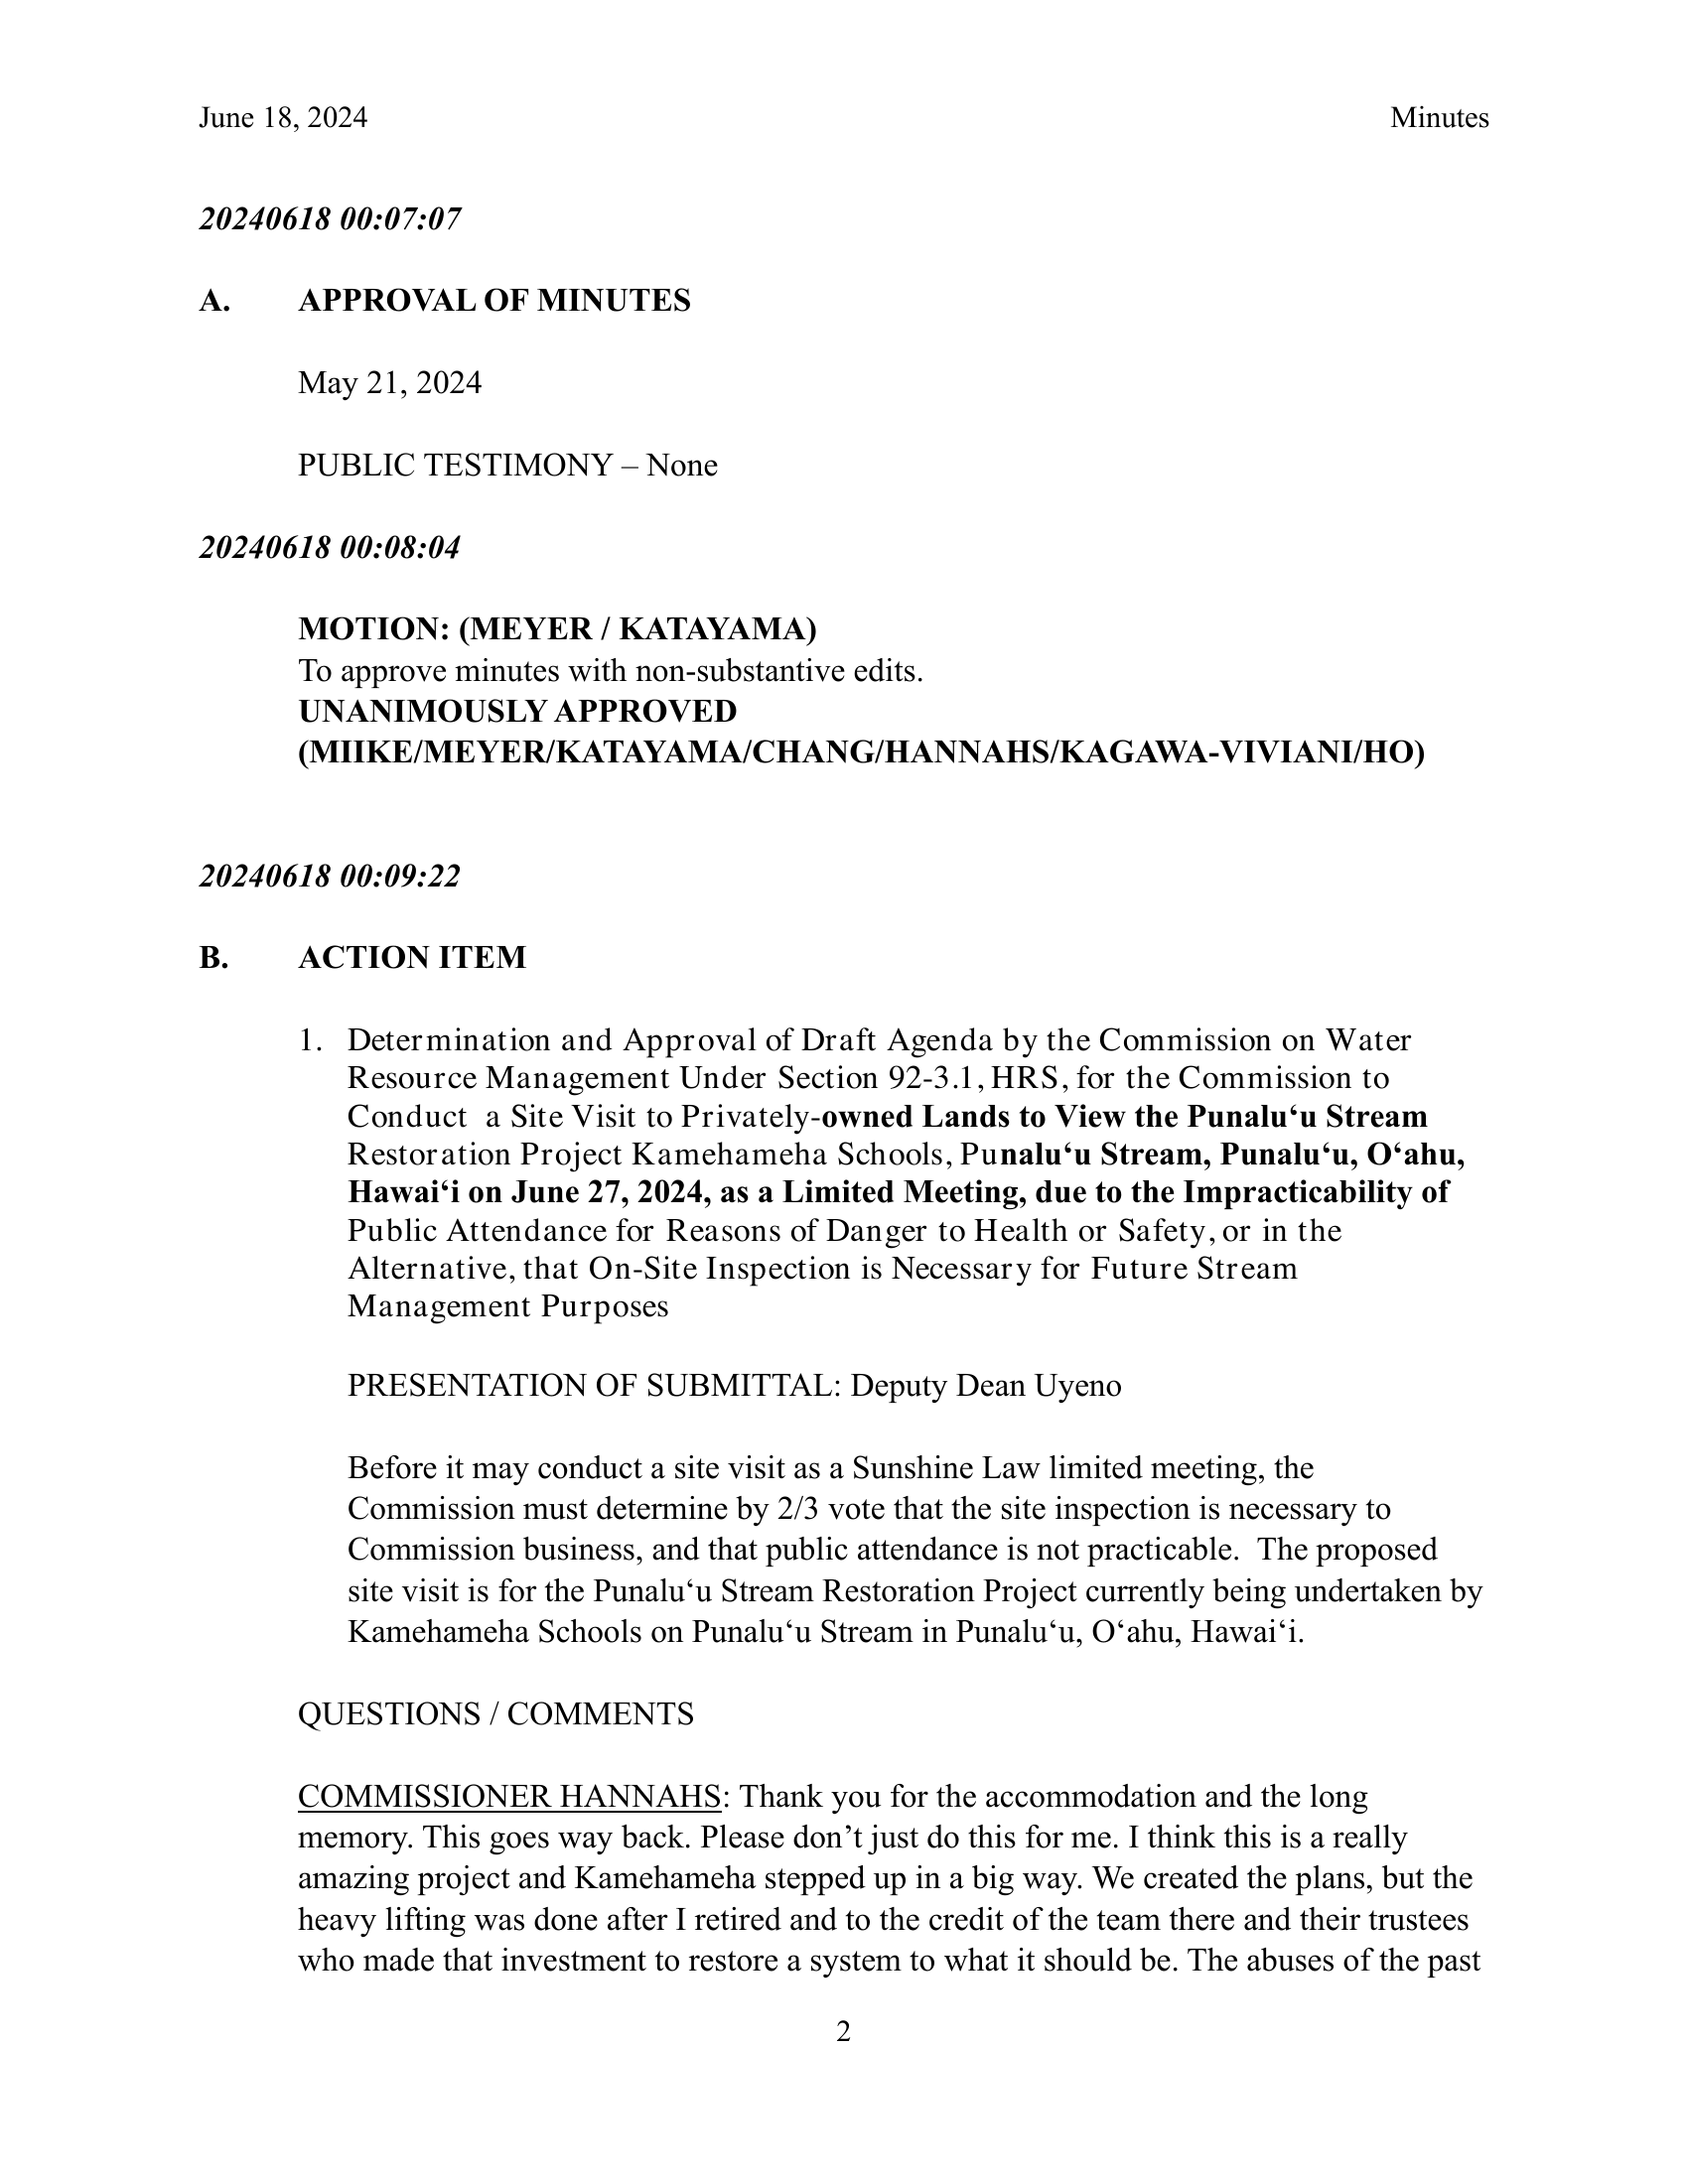 June 18, 2024 Minutes
20240618 00:07:07
A. APPROVAL OF MINUTES
May 21, 2024
PUBLIC TESTIMONY – None
20240618 00:08:04
MOTION: (MEYER / KATAYAMA)
To approve minutes with non-substantive edits.
UNANIMOUSLY APPROVED
(MIIKE/MEYER/KATAYAMA/CHANG/HANNAHS/KAGAWA-VIVIANI/HO)
20240618 00:09:22
B. ACTION ITEM
1. Determination and Approval of Draft Agenda by the Commission on Water
Resource Management Under Section 92-3.1, HRS, for the Commission to
Conduct a Site Visit to Privately-owned Lands to View the Punalu‘u Stream
Restoration Project Kamehameha Schools, Punalu‘u Stream, Punalu‘u, O‘ahu,
Hawai‘i on June 27, 2024, as a Limited Meeting, due to the Impracticability of
Public Attendance for Reasons of Danger to Health or Safety, or in the
Alternative, that On-Site Inspection is Necessary for Future Stream
Management Purposes
PRESENTATION OF SUBMITTAL: Deputy Dean Uyeno
Before it may conduct a site visit as a Sunshine Law limited meeting, the
Commission must determine by 2/3 vote that the site inspection is necessary to
Commission business, and that public attendance is not practicable. The proposed
site visit is for the Punalu‘u Stream Restoration Project currently being undertaken by
Kamehameha Schools on Punalu‘u Stream in Punalu‘u, O‘ahu, Hawai‘i.
QUESTIONS / COMMENTS
COMMISSIONER HANNAHS: Thank you for the accommodation and the long
memory. This goes way back. Please don’t just do this for me. I think this is a really
amazing project and Kamehameha stepped up in a big way. We created the plans, but the
heavy lifting was done after I retired and to the credit of the team there and their trustees
who made that investment to restore a system to what it should be. The abuses of the past
2